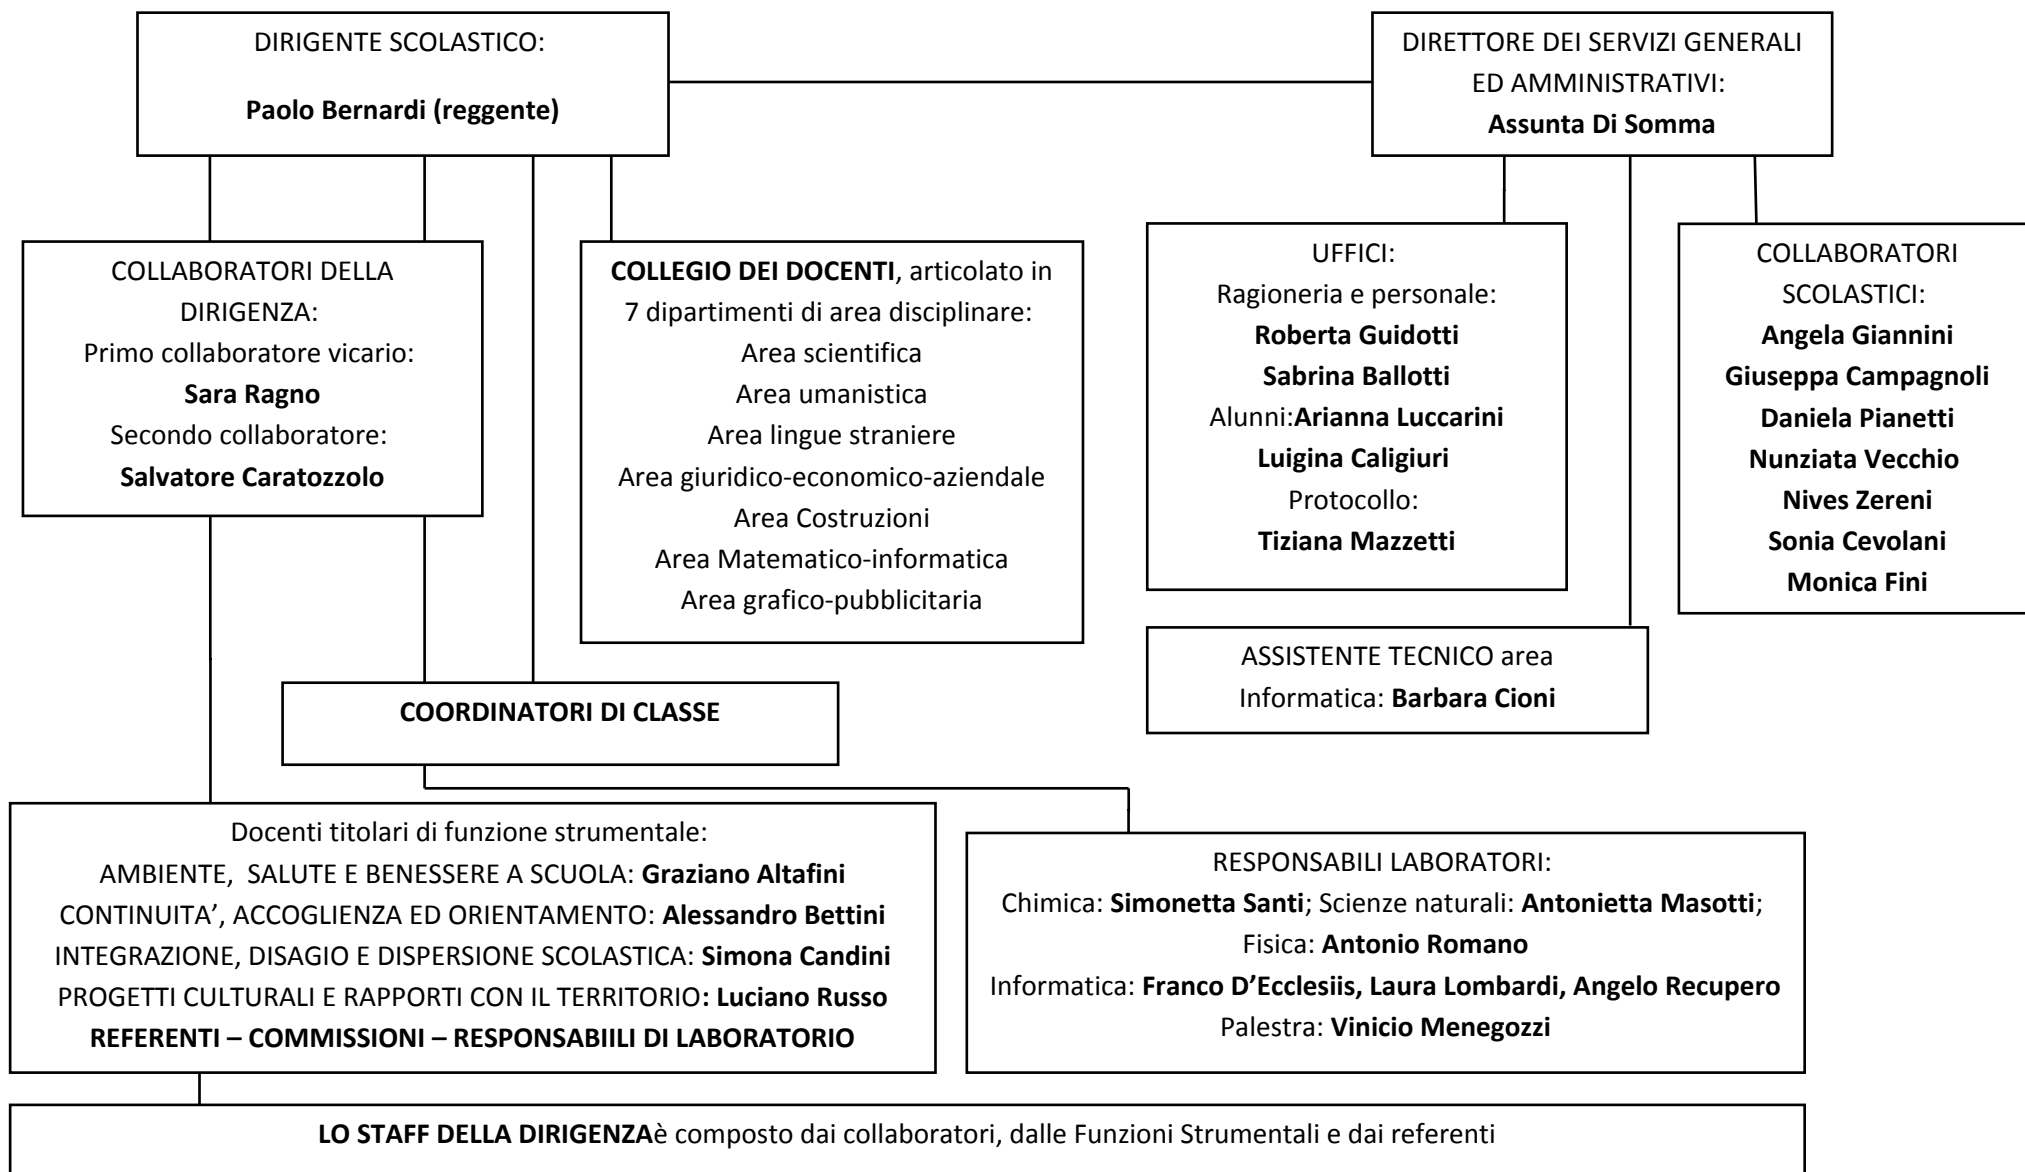 DIRIGENTE SCOLASTICO:
Paolo Bernardi (reggente)
DIRETTORE DEI SERVIZI GENERALI
ED AMMINISTRATIVI:
Assunta Di Somma
COLLABORATORI DELLA
DIRIGENZA:
Primo collaboratore vicario:
Sara Ragno
Secondo collaboratore:
Salvatore Caratozzolo
COLLEGIO DEI DOCENTI, articolato in
7 dipartimenti di area disciplinare:
Area scientifica
Area umanistica
Area lingue straniere
Area giuridico-economico-aziendale
Area Costruzioni
Area Matematico-informatica
Area grafico-pubblicitaria
UFFICI:
Ragioneria e personale:
Roberta Guidotti
Sabrina Ballotti
Alunni:Arianna Luccarini
Luigina Caligiuri
Protocollo:
Tiziana Mazzetti
COLLABORATORI
SCOLASTICI:
Angela Giannini
Giuseppa Campagnoli
Daniela Pianetti
Nunziata Vecchio
Nives Zereni
Sonia Cevolani
Monica Fini
ASSISTENTE TECNICO area
Informatica: Barbara Cioni
COORDINATORI DI CLASSE
Docenti titolari di funzione strumentale:
AMBIENTE,  SALUTE E BENESSERE A SCUOLA: Graziano Altafini
CONTINUITA’, ACCOGLIENZA ED ORIENTAMENTO: Alessandro Bettini
INTEGRAZIONE, DISAGIO E DISPERSIONE SCOLASTICA: Simona Candini
PROGETTI CULTURALI E RAPPORTI CON IL TERRITORIO: Luciano Russo
REFERENTI – COMMISSIONI – RESPONSABIILI DI LABORATORIO
RESPONSABILI LABORATORI:
Chimica: Simonetta Santi; Scienze naturali: Antonietta Masotti;
Fisica: Antonio Romano
Informatica: Franco D’Ecclesiis, Laura Lombardi, Angelo Recupero
Palestra: Vinicio Menegozzi
LO STAFF DELLA DIRIGENZAè composto dai collaboratori, dalle Funzioni Strumentali e dai referenti